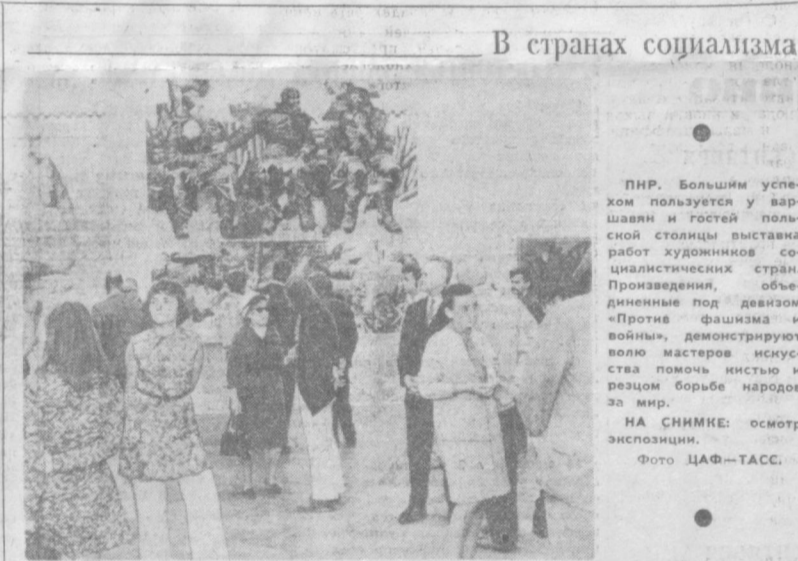 В странах социализма
ПНР. Большим успе-
хом пользуется у вар-
шавян и гостей поль-
ской столицы выставка
работ художников со-
циалистических стран.
Произведения, объе-
диненные под девизом
«Против фашизма и
войны», демонстрируют
волю мастеров искус-
ства помочь кистью и
резцом борьбе народов
за мир.
НА СНИМКЕ: осмотр
экспозиции.
Фото ЦАФ—ТАСС.